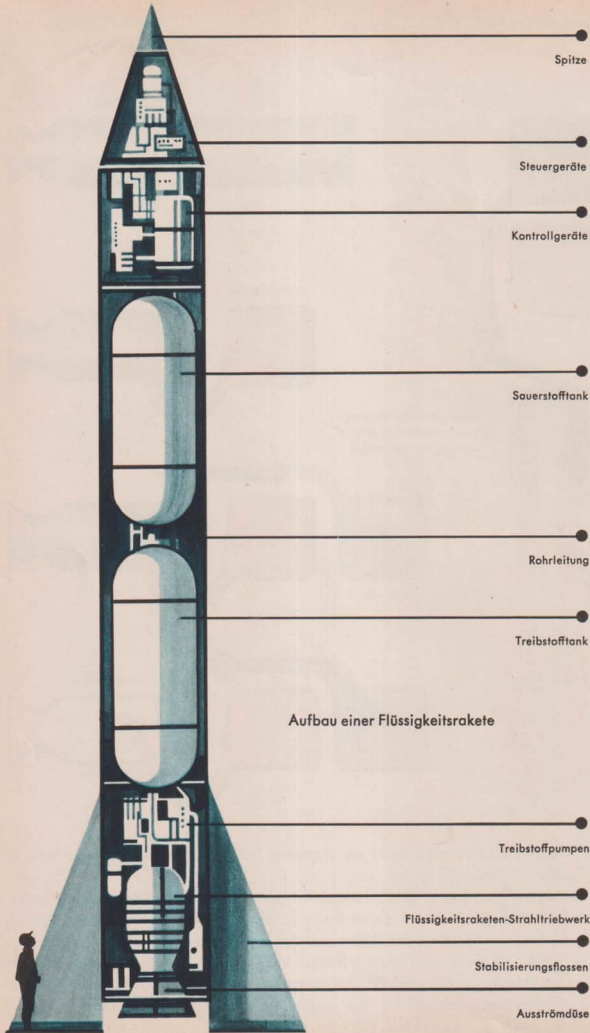 Spitze
Steuergeräte
Kontrollgeräte
Sauerstofftank
Rohrleitung
Treibstofftank
Aufbau einer Flüssigkeitsrakete
Treibstoffpumpen
Flüssigkeitsraketen-Strahltriebwerk
Stabilisierungsflossen
Ausströmdüse